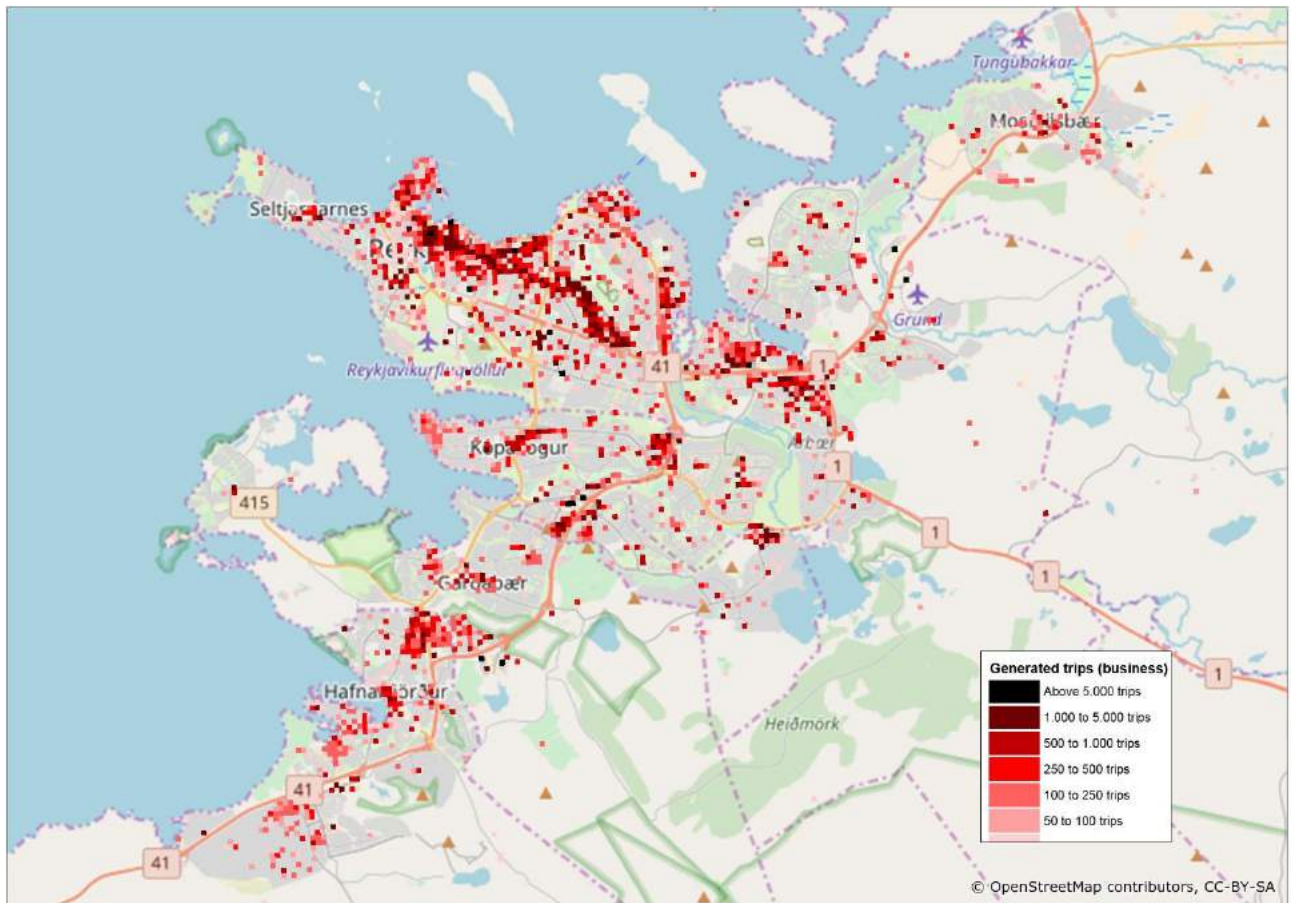 Tungubakkar
Seltjarnarnes
Grund
41
1
Reykjavíkurflugvöllur
Kópavogur
Árbær
1
415
1
1
Garðabær
1
Hafnarfjörður
Heiðmörk
41
41
Generated trips (business)
Above 5.000 trips
1.000 to 5.000 trips
500 to 1.000 trips
250 to 500 trips
100 to 250 trips
50 to 100 trips
© OpenStreetMap contributors, CC-BY-SA